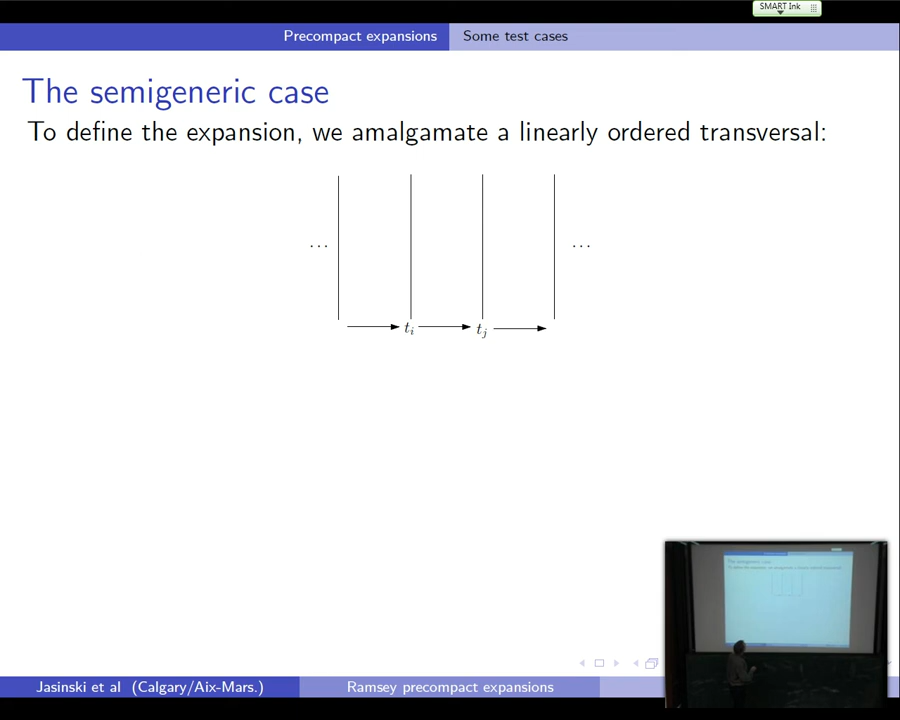 SMART Ink
Precompact expansions Some test cases
The semigeneric case
To define the expansion, we amalgamate a linearly ordered transversal:
... ...
t_i t_j
Jasinski et al (Calgary/Aix-Mars.) Ramsey precompact expansions